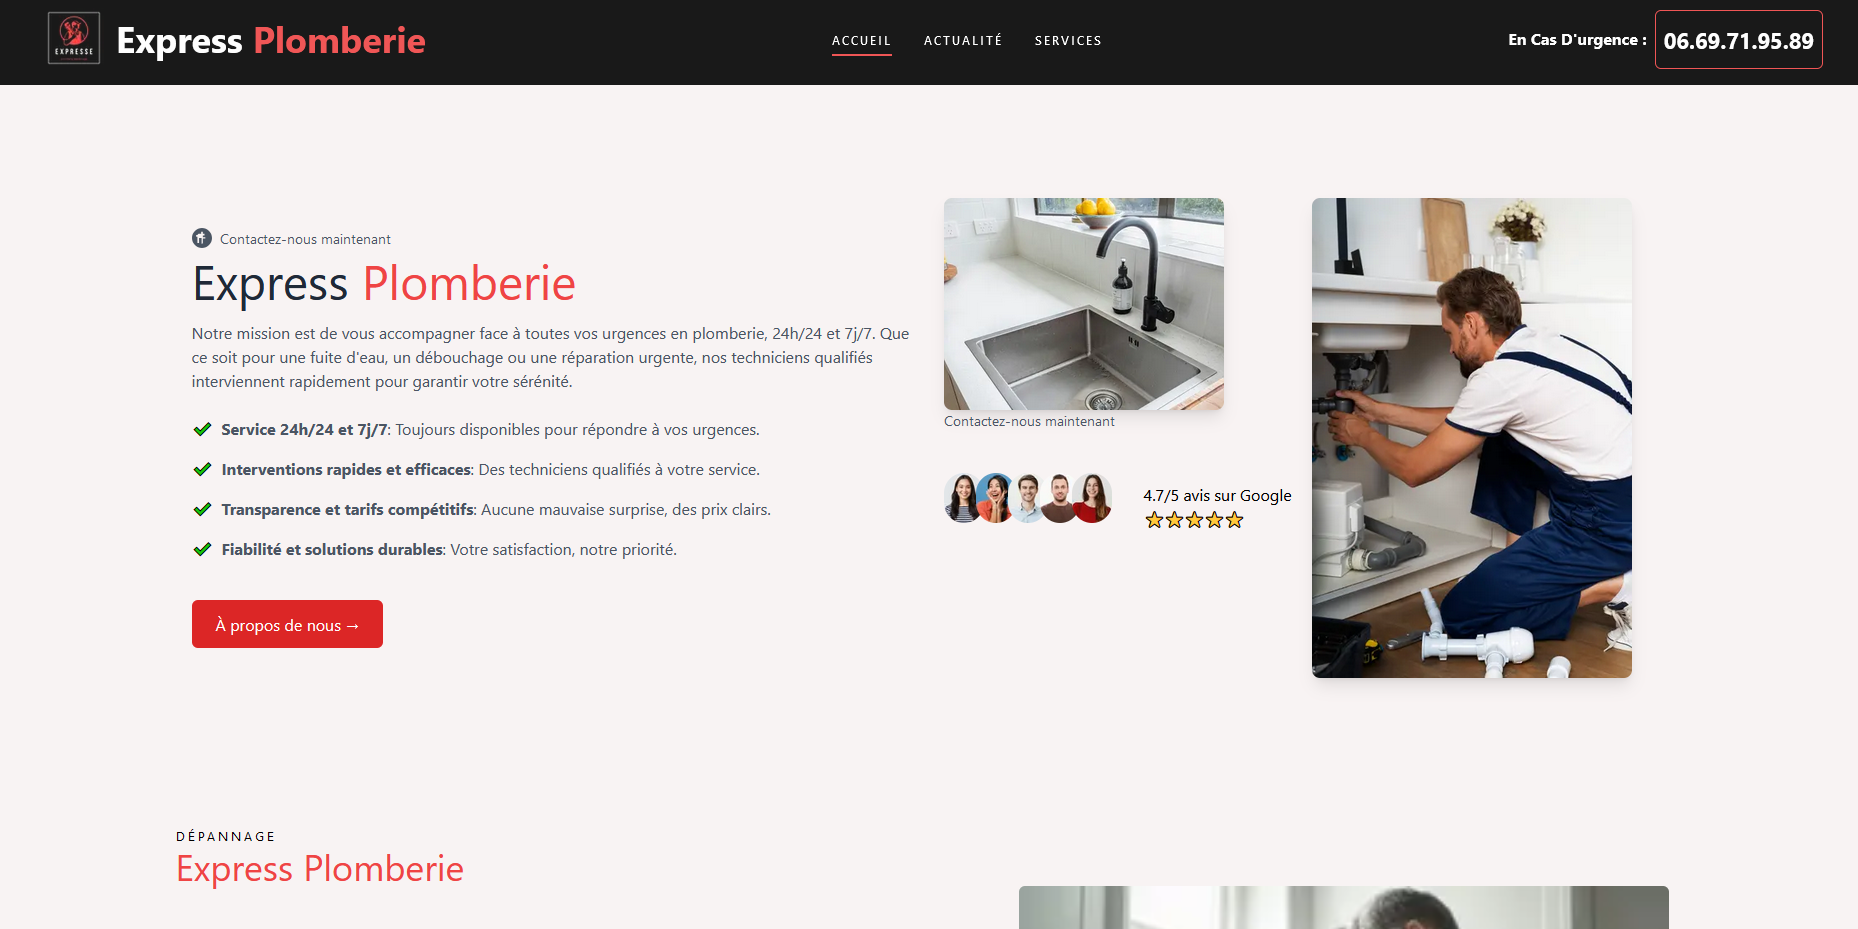 EXPRESSE
Express Plomberie
ACCUEIL
ACTUALITÉ
SERVICES
En Cas D'urgence :
06.69.71.95.89
Contactez-nous maintenant
Express Plomberie
Notre mission est de vous accompagner face à toutes vos urgences en plomberie, 24h/24 et 7j/7. Que
ce soit pour une fuite d'eau, un débouchage ou une réparation urgente, nos techniciens qualifiés
interviennent rapidement pour garantir votre sérénité.
Service 24h/24 et 7j/7: Toujours disponibles pour répondre à vos urgences.
Interventions rapides et efficaces: Des techniciens qualifiés à votre service.
Transparence et tarifs compétitifs: Aucune mauvaise surprise, des prix clairs.
Fiabilité et solutions durables: Votre satisfaction, notre priorité.
À propos de nous →
Contactez-nous maintenant
4.7/5 avis sur Google
DÉPANNAGE
Express Plomberie